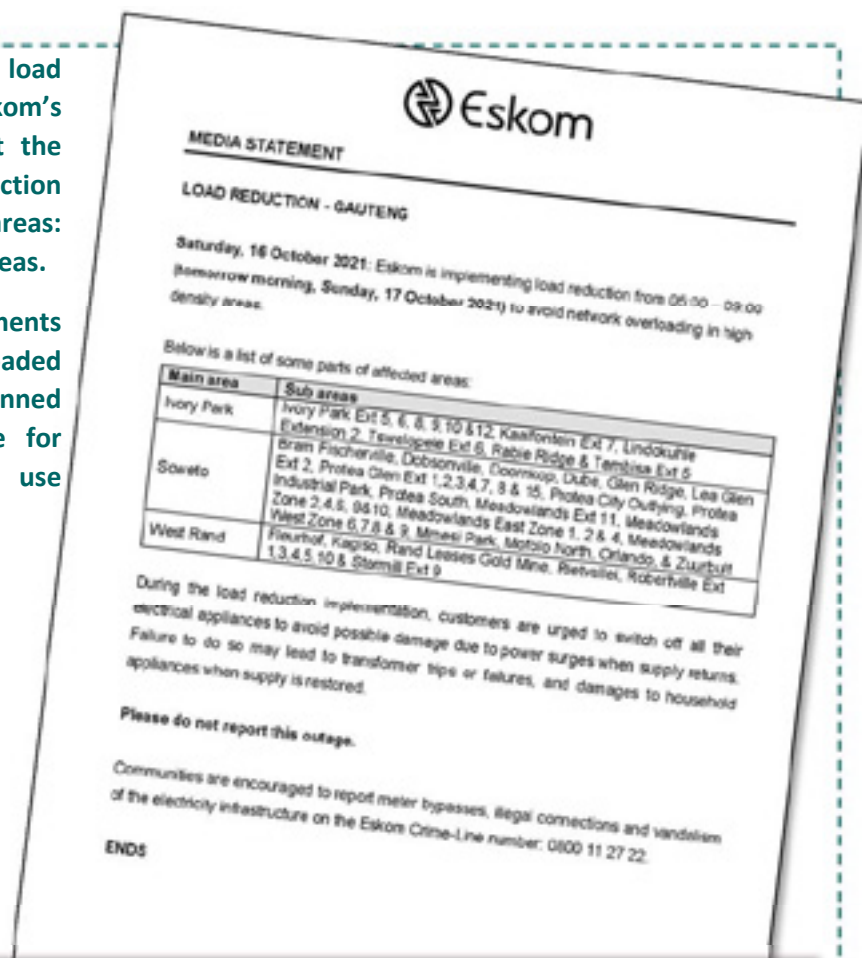 load
kom's
t the
ction
reas:
eas.
nents
aded
nned
e for
use
Eskom
MEDIA STATEMENT
LOAD REDUCTION - GAUTENG
Saturday, 16 October 2021: Eskom is implementing load reduction from 05:00 – 09:00
(tomorrow morning, Sunday, 17 October 2021) to avoid network overloading in high
density areas.
Below is a list of some parts of affected areas:
Main area Sub areas
Ivory Park Ivory Park Ext 5, 6, 8, 9,10 &12, Kaalfontein Ext 7, Lindokuhle
Extension 2, Tswelopele Ext 6, Rabie Ridge & Tembisa Ext 5
Soweto Bram Fischerville, Dobsonville, Doornkop, Dube, Glen Ridge, Lea Glen
Ext 2, Protea Glen Ext 1,2,3,4,7, 8 & 15, Protea City Outlying, Protea
Industrial Park, Protea South, Meadowlands Ext 11, Meadowlands
Zone 2,4,6, 9&10, Meadowlands East Zone 1, 2 & 4, Meadowlands
West Zone 6,7,8 & 9, Mmesi Park, Mofolo North, Orlando, & Zuurbult
West Rand Fleurhof, Kagiso, Rand Leases Gold Mine, Rietvallei, Robertville Ext
1,3,4,5,10 & Stormill Ext 9
During the load reduction implementation, customers are urged to switch off all their
electrical appliances to avoid possible damage due to power surges when supply returns.
Failure to do so may lead to transformer trips or failures, and damages to household
appliances when supply is restored.
Please do not report this outage.
Communities are encouraged to report meter bypasses, illegal connections and vandalism
of the electricity infrastructure on the Eskom Crime-Line number: 0800 11 27 22.
ENDS